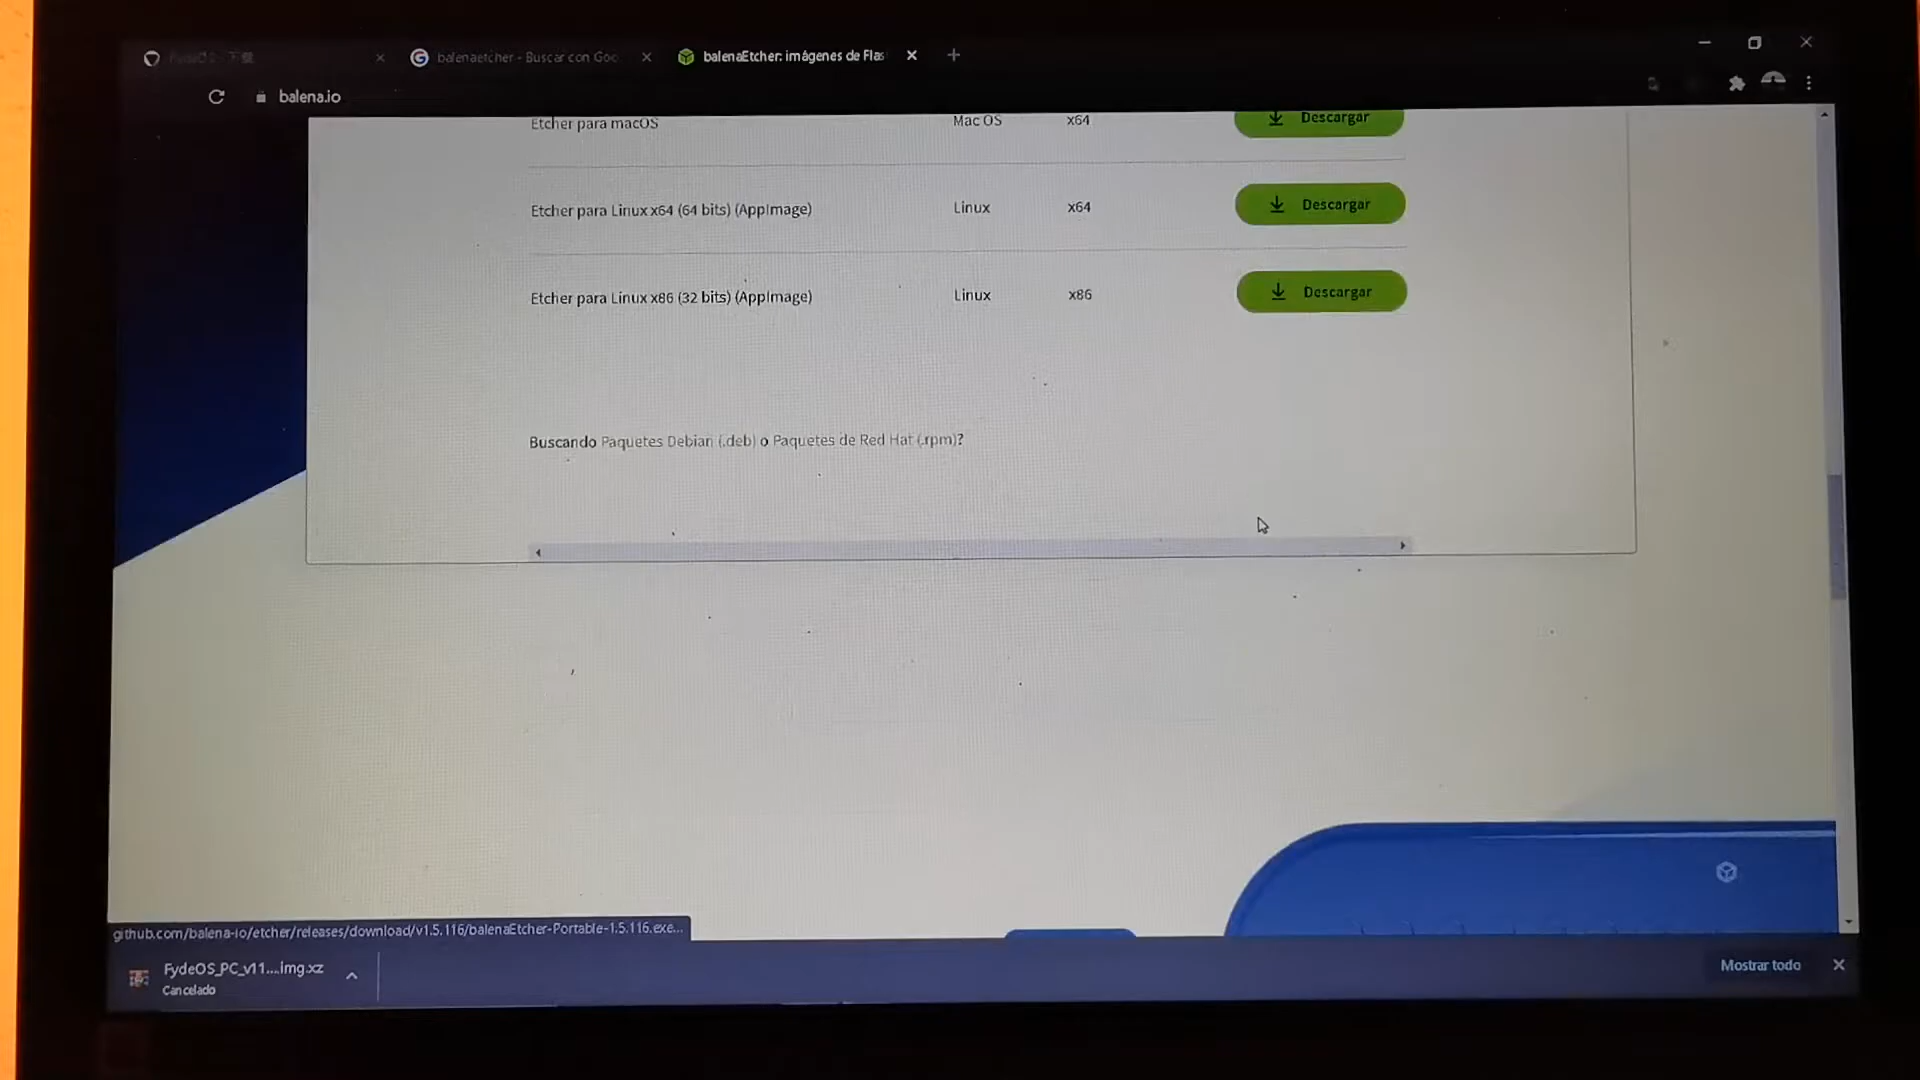 FydeOS - 下载
balenaetcher - Buscar con Goo
balenaEtcher: imágenes de Flas
balena.io
Etcher para macOS Mac OS x64 Descargar
Etcher para Linux x64 (64 bits) (AppImage) Linux x64 Descargar
Etcher para Linux x86 (32 bits) (AppImage) Linux x86 Descargar
Buscando Paquetes Debian (.deb) o Paquetes de Red Hat (.rpm)?
github.com/balena-io/etcher/releases/download/v1.5.116/balenaEtcher-Portable-1.5.116.exe...
FydeOS_PC_v11....img.xz
Cancelado
Mostrar todo